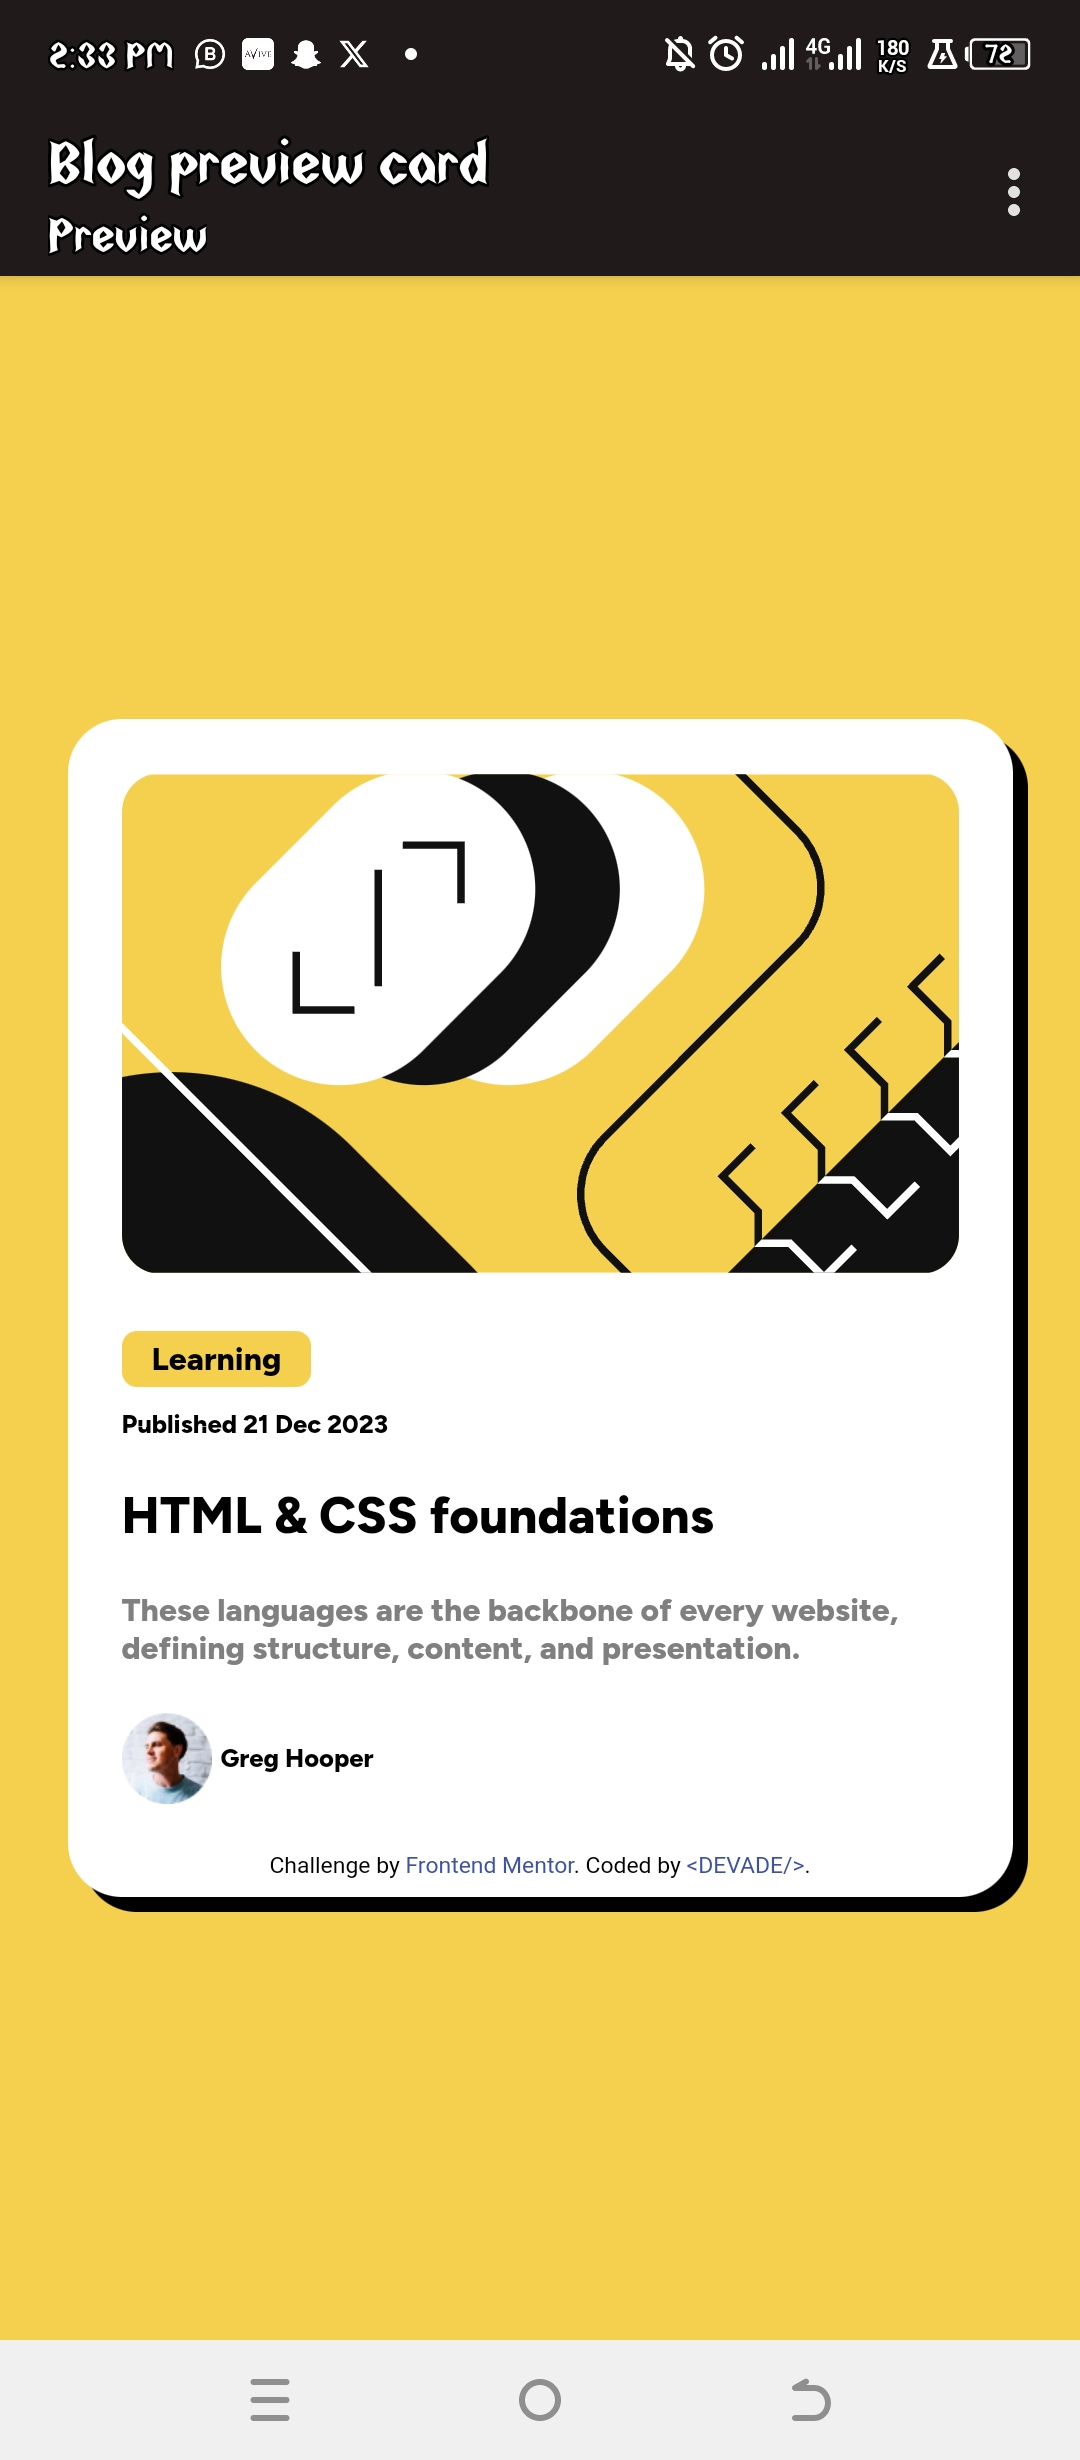 2:33 PM B AVIVE 4G 180 K/S 72
Blog preview card
Preview
Learning
Published 21 Dec 2023
HTML & CSS foundations
These languages are the backbone of every website,
defining structure, content, and presentation.
Greg Hooper
Challenge by Frontend Mentor. Coded by <DEVADE/>.